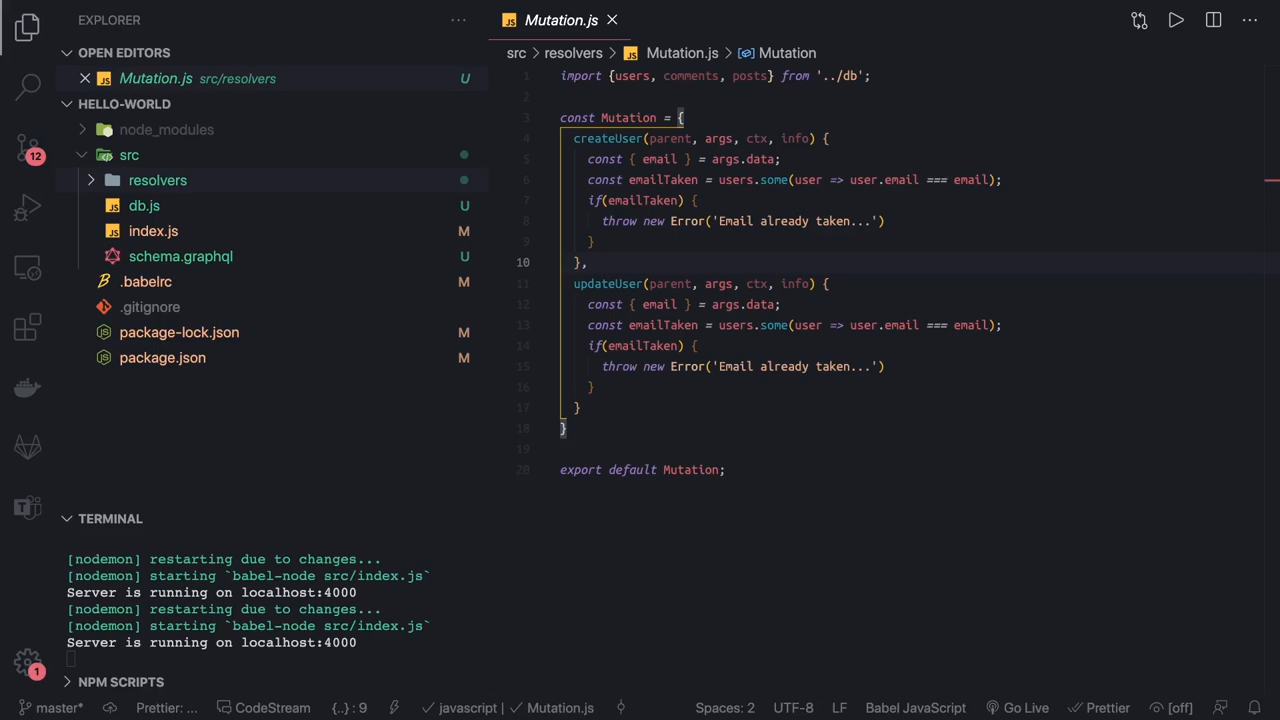 EXPLORER
OPEN EDITORS
Mutation.js src/resolvers U
HELLO-WORLD
node_modules
src
resolvers
db.js U
index.js M
schema.graphql U
.babelrc M
.gitignore
package-lock.json M
package.json M
12
TERMINAL
[nodemon] restarting due to changes...
[nodemon] starting `babel-node src/index.js`
Server is running on localhost:4000
[nodemon] restarting due to changes...
[nodemon] starting `babel-node src/index.js`
Server is running on localhost:4000
1
NPM SCRIPTS
JS Mutation.js
src > resolvers > JS Mutation.js > Mutation
1 import {users, comments, posts} from '../db';
2
3 const Mutation = {
4 createUser(parent, args, ctx, info) {
5 const { email } = args.data;
6 const emailTaken = users.some(user => user.email === email);
7 if(emailTaken) {
8 throw new Error('Email already taken...')
9 }
10 },
11 updateUser(parent, args, ctx, info) {
12 const { email } = args.data;
13 const emailTaken = users.some(user => user.email === email);
14 if(emailTaken) {
15 throw new Error('Email already taken...')
16 }
17 }
18 }
19
20 export default Mutation;
master* Prettier: ... CodeStream {..} : 9 javascript | Mutation.js Spaces: 2 UTF-8 LF Babel JavaScript Go Live Prettier [off]